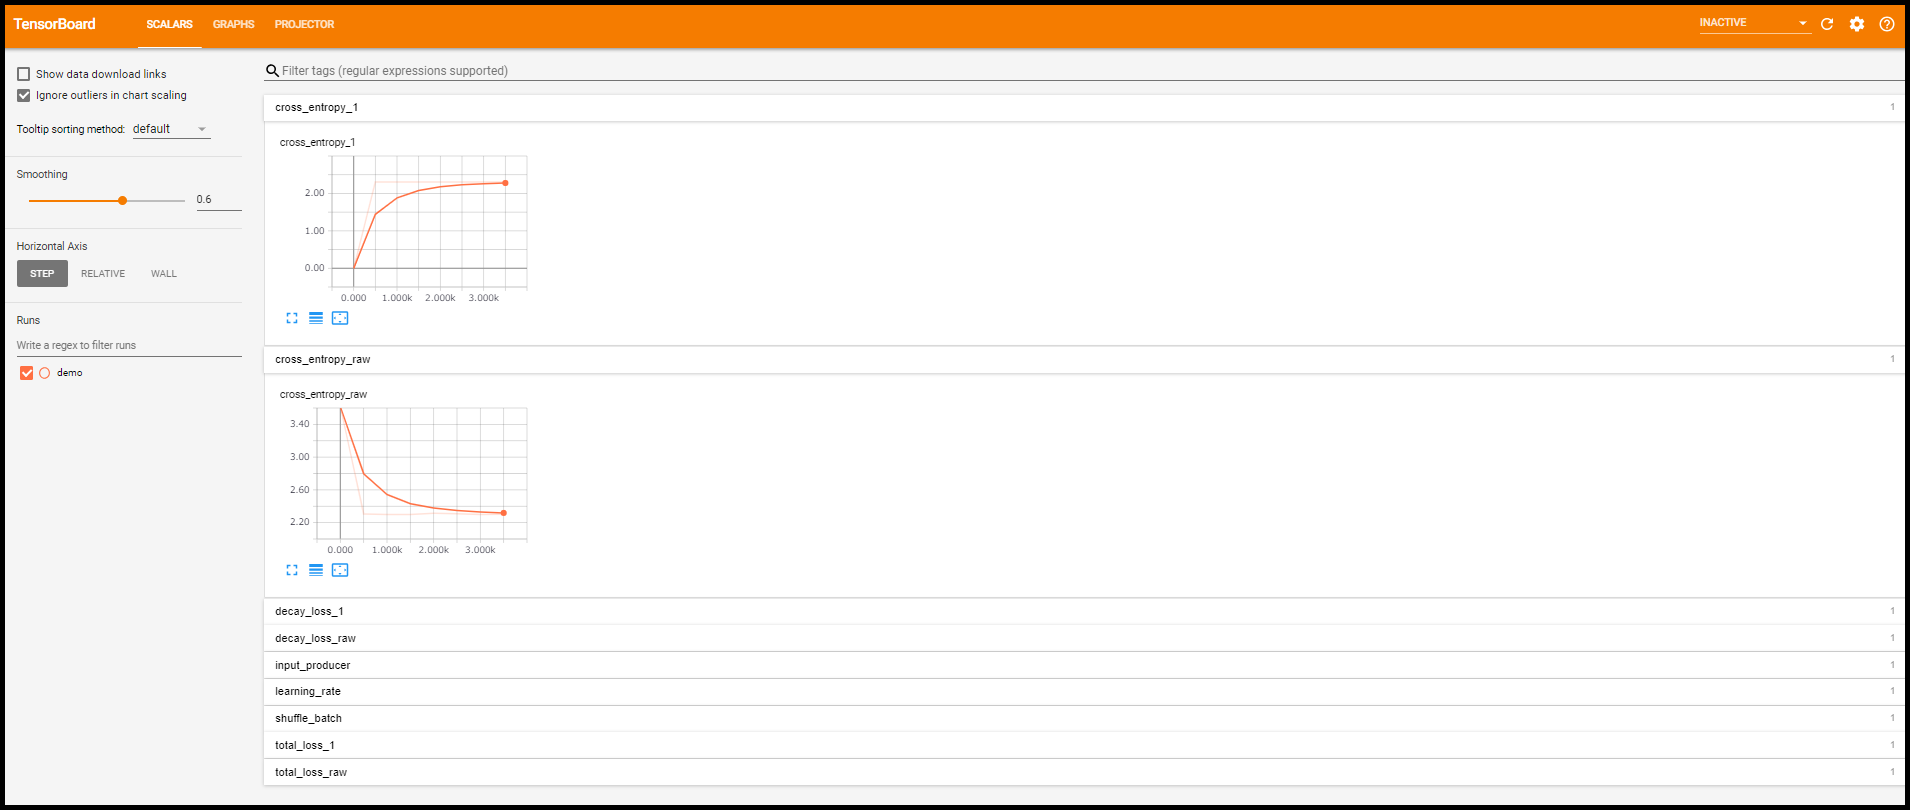 TensorBoard SCALARS GRAPHS PROJECTOR INACTIVE
Show data download links
Ignore outliers in chart scaling
Tooltip sorting method: default
Smoothing
0.6
Horizontal Axis
STEP RELATIVE WALL
Runs
Write a regex to filter runs
demo
Filter tags (regular expressions supported)
cross_entropy_1 1
cross_entropy_1
2.00
1.00
0.00
0.000 1.000k 2.000k 3.000k
cross_entropy_raw 1
cross_entropy_raw
3.40
3.00
2.60
2.20
0.000 1.000k 2.000k 3.000k
decay_loss_1 1
decay_loss_raw 1
input_producer 1
learning_rate 1
shuffle_batch 1
total_loss_1 1
total_loss_raw 1